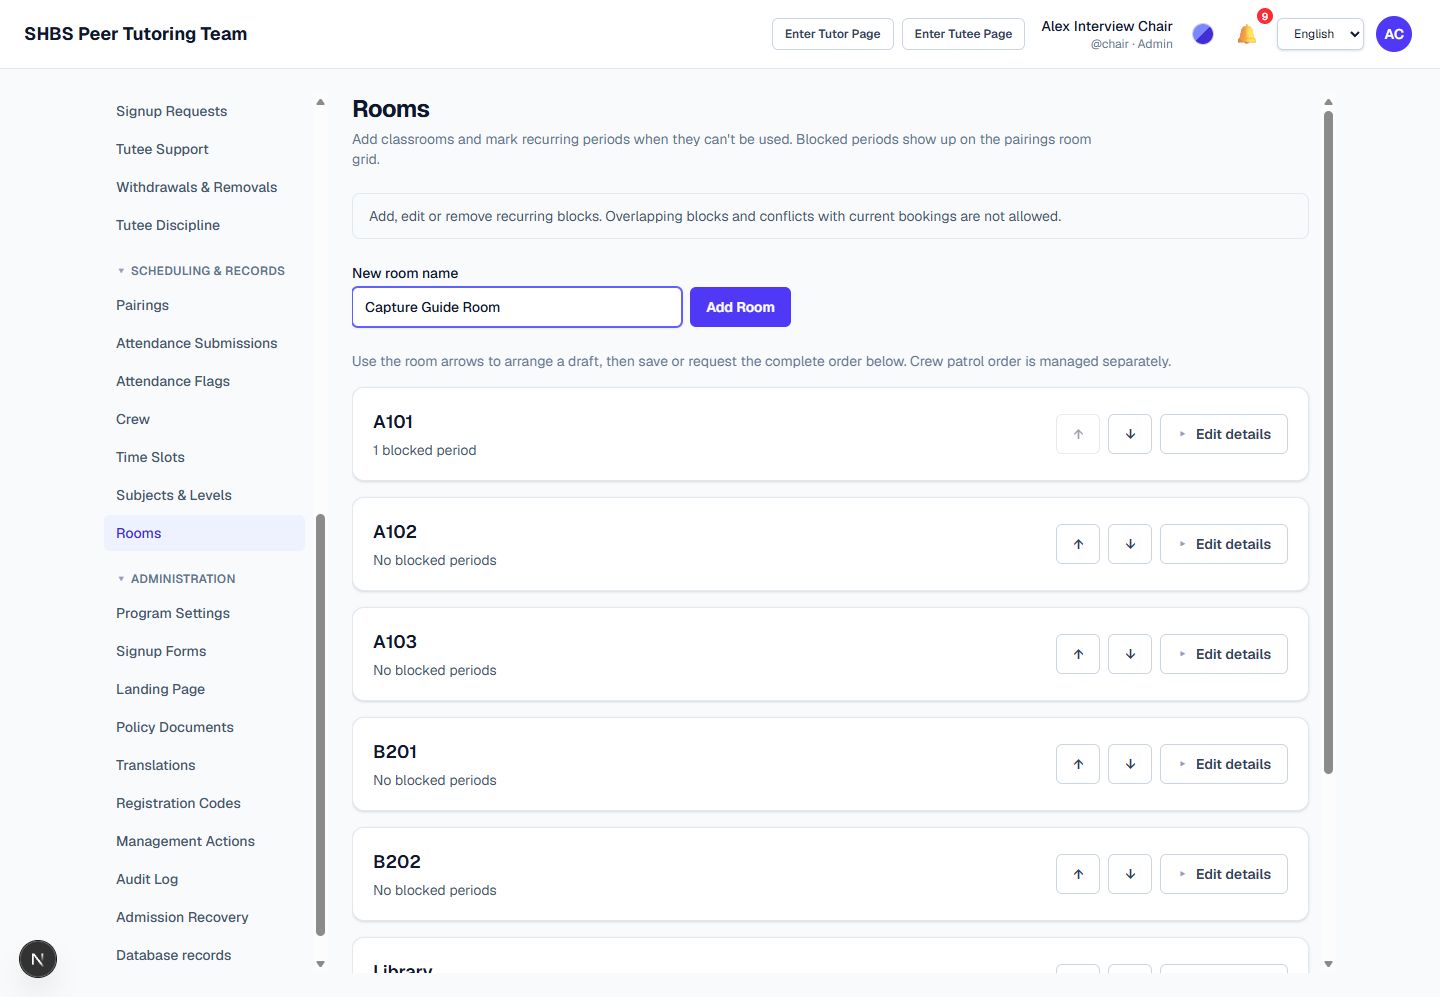 SHBS Peer Tutoring Team
Enter Tutor Page
Enter Tutee Page
Alex Interview Chair
@chair · Admin
9
English
AC
Signup Requests
Tutee Support
Withdrawals & Removals
Tutee Discipline
SCHEDULING & RECORDS
Pairings
Attendance Submissions
Attendance Flags
Crew
Time Slots
Subjects & Levels
Rooms
ADMINISTRATION
Program Settings
Signup Forms
Landing Page
Policy Documents
Translations
Registration Codes
Management Actions
Audit Log
Admission Recovery
Database records
N
Rooms
Add classrooms and mark recurring periods when they can't be used. Blocked periods show up on the pairings room
grid.
Add, edit or remove recurring blocks. Overlapping blocks and conflicts with current bookings are not allowed.
New room name
Capture Guide Room
Add Room
Use the room arrows to arrange a draft, then save or request the complete order below. Crew patrol order is managed separately.
A101
1 blocked period
↑ ↓ Edit details
A102
No blocked periods
↑ ↓ Edit details
A103
No blocked periods
↑ ↓ Edit details
B201
No blocked periods
↑ ↓ Edit details
B202
No blocked periods
↑ ↓ Edit details
Library